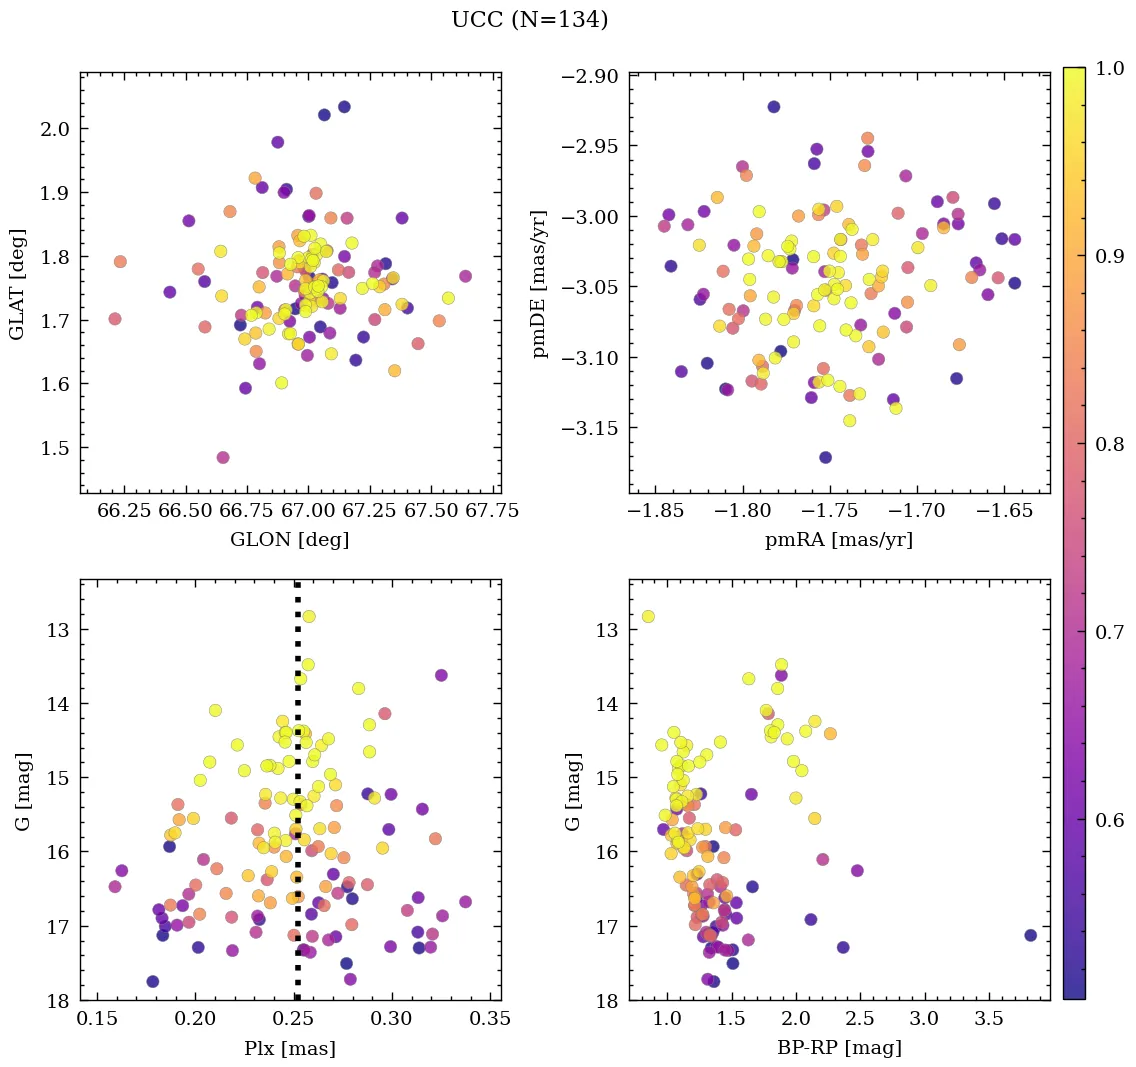 UCC (N=134)
2.0
1.9
1.8
1.7
1.6
1.5
GLAT [deg]
66.25 66.50 66.75 67.00 67.25 67.50 67.75
GLON [deg]
−2.90
−2.95
−3.00
−3.05
−3.10
−3.15
pmDE [mas/yr]
−1.85 −1.80 −1.75 −1.70 −1.65
pmRA [mas/yr]
1.0
0.9
0.8
0.7
0.6
13
14
15
16
17
18
G [mag]
0.15 0.20 0.25 0.30 0.35
Plx [mas]
13
14
15
16
17
18
G [mag]
1.0 1.5 2.0 2.5 3.0 3.5
BP-RP [mag]